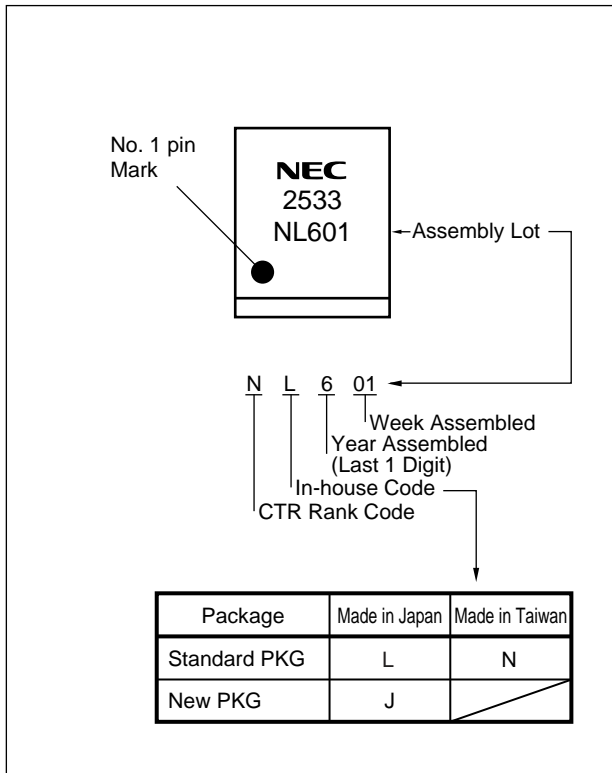 No. 1 pin
Mark
NEC
2533
NL601
Assembly Lot
N L 6 01
Week Assembled
Year Assembled
(Last 1 Digit)
In-house Code
CTR Rank Code
Package Made in Japan Made in Taiwan
Standard PKG L N
New PKG J